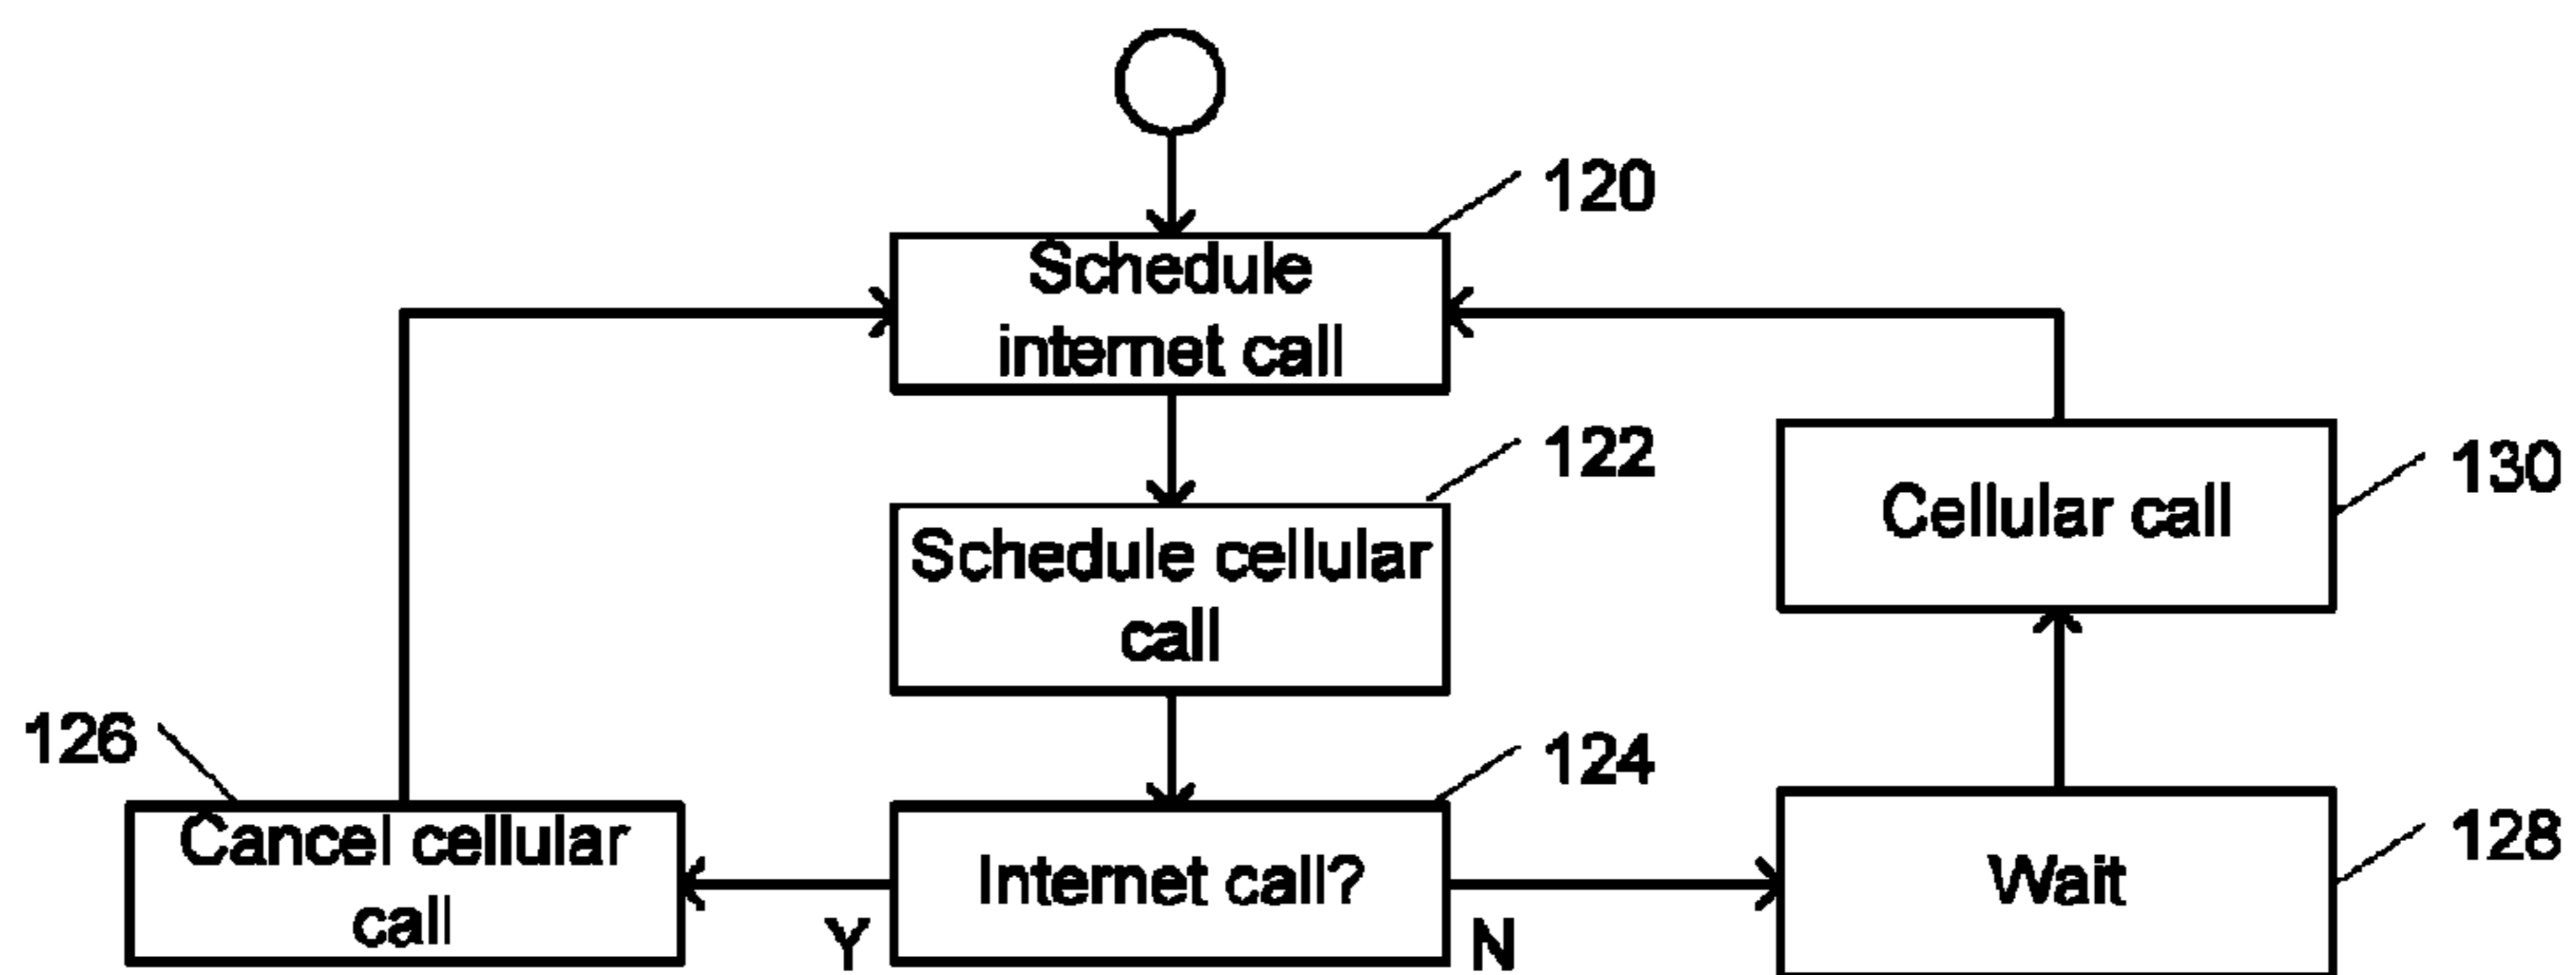 120
Schedule
internet call
122
Schedule cellular
call
130
Cellular call
126
Cancel cellular
call
124
Internet call?
Y
N
128
Wait